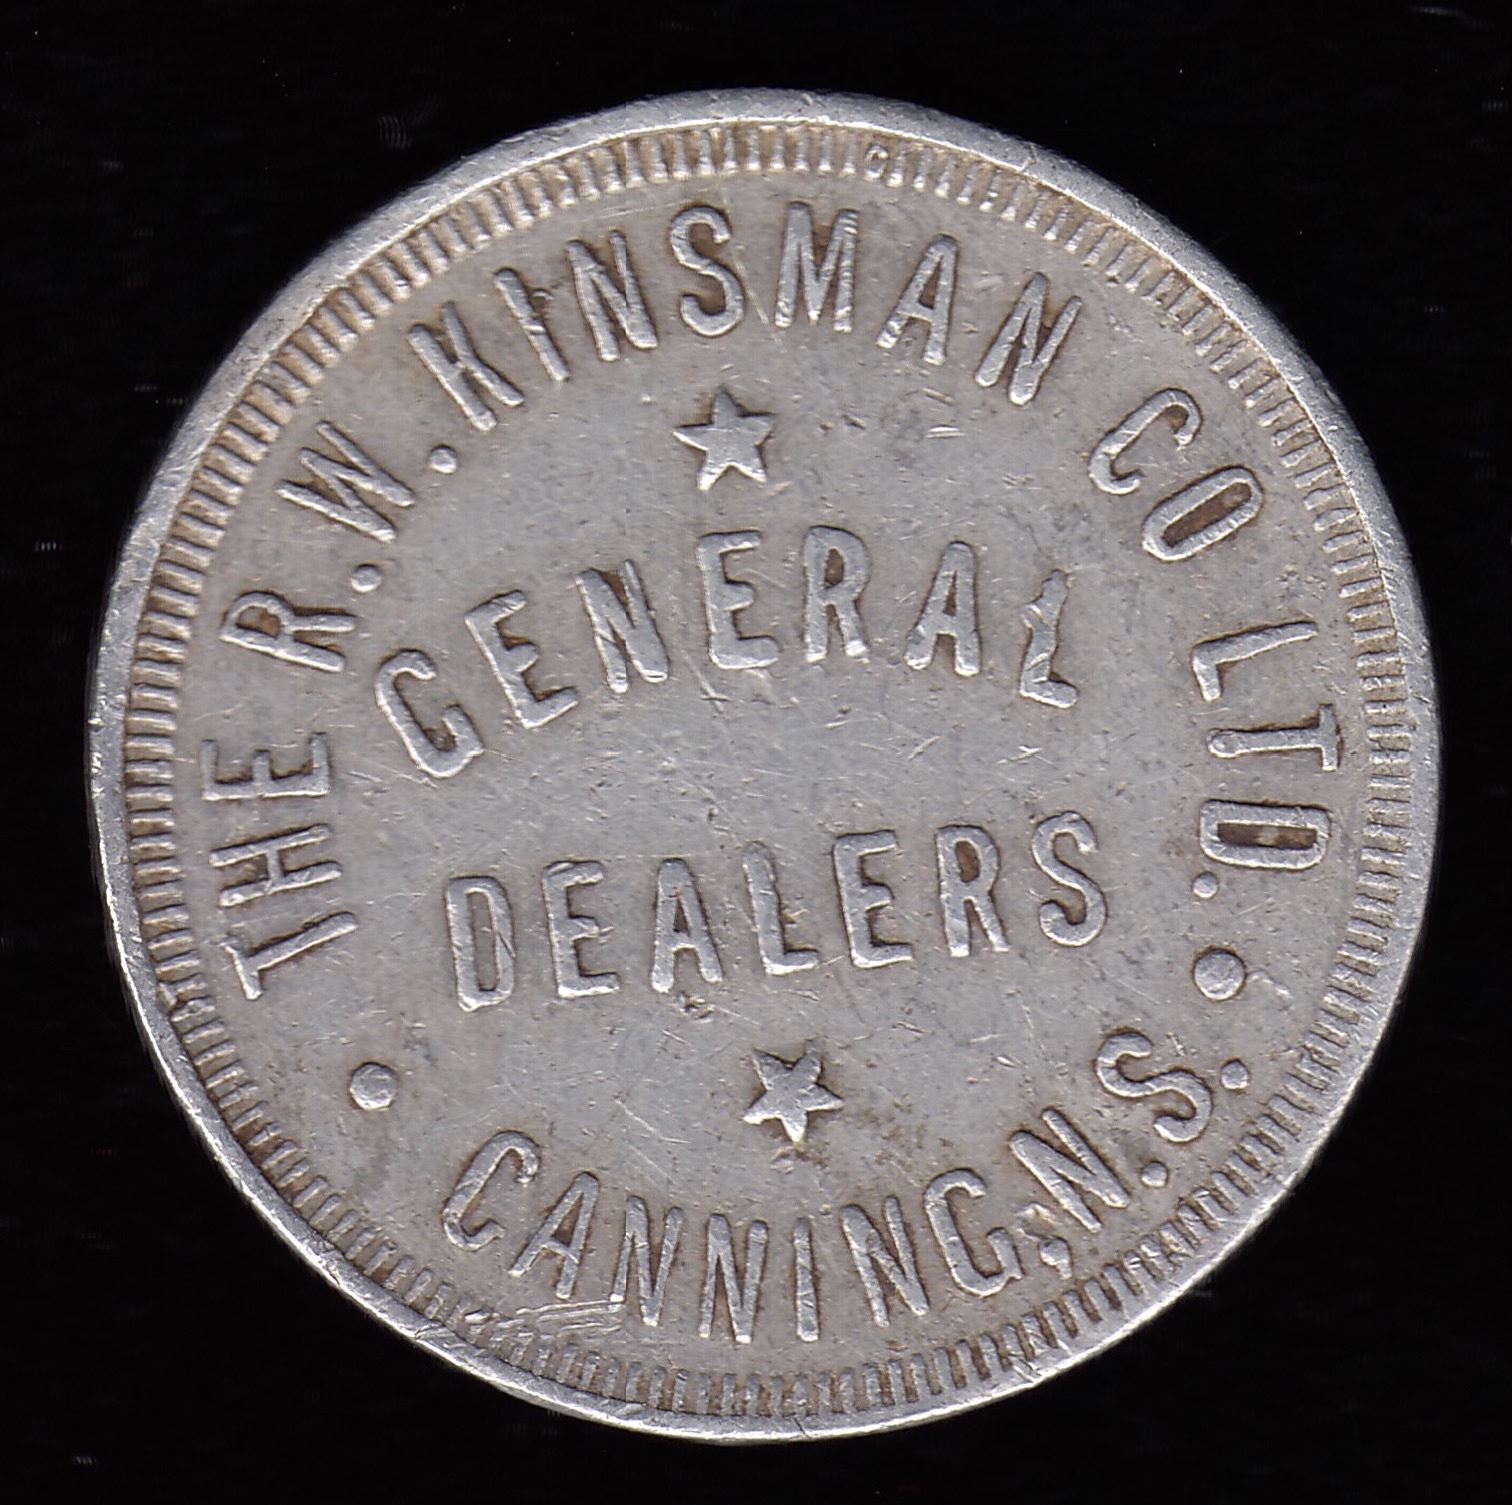 THE R.W. KINSMAN CO LTD.
GENERAL
DEALERS
CANNING, N.S.